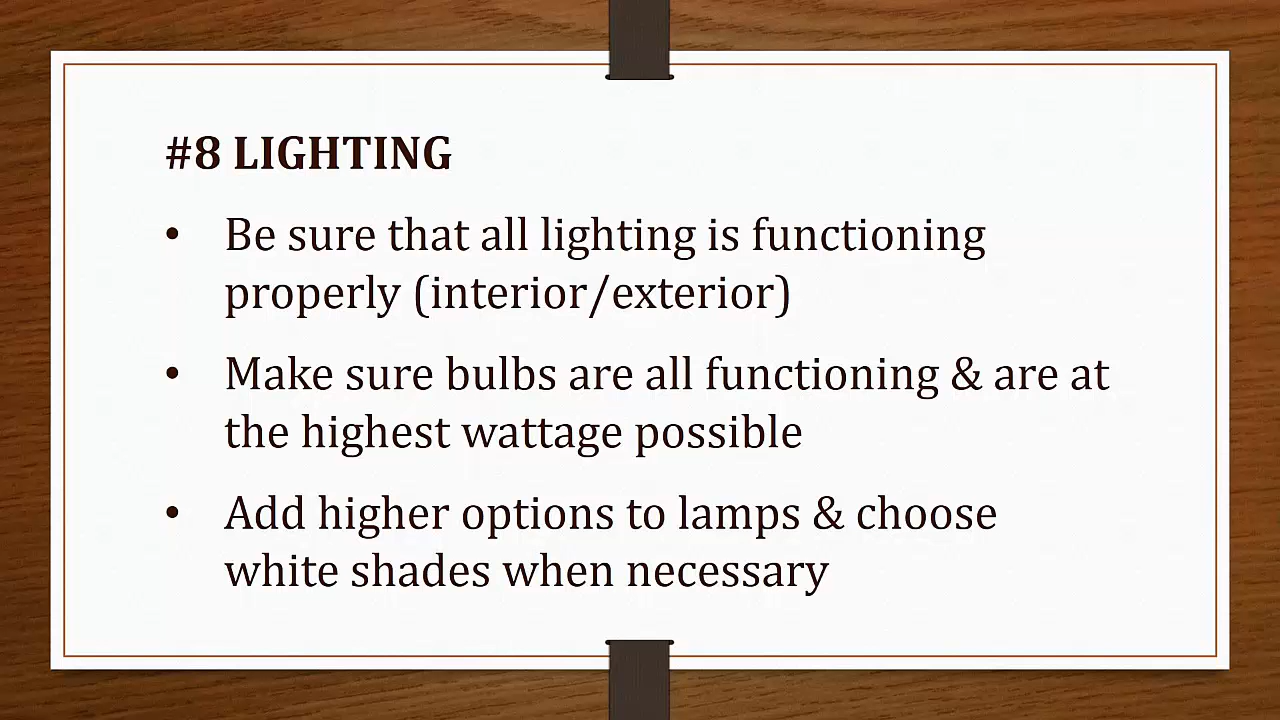 #8 LIGHTING
• Be sure that all lighting is functioning
properly (interior/exterior)
• Make sure bulbs are all functioning & are at
the highest wattage possible
• Add higher options to lamps & choose
white shades when necessary